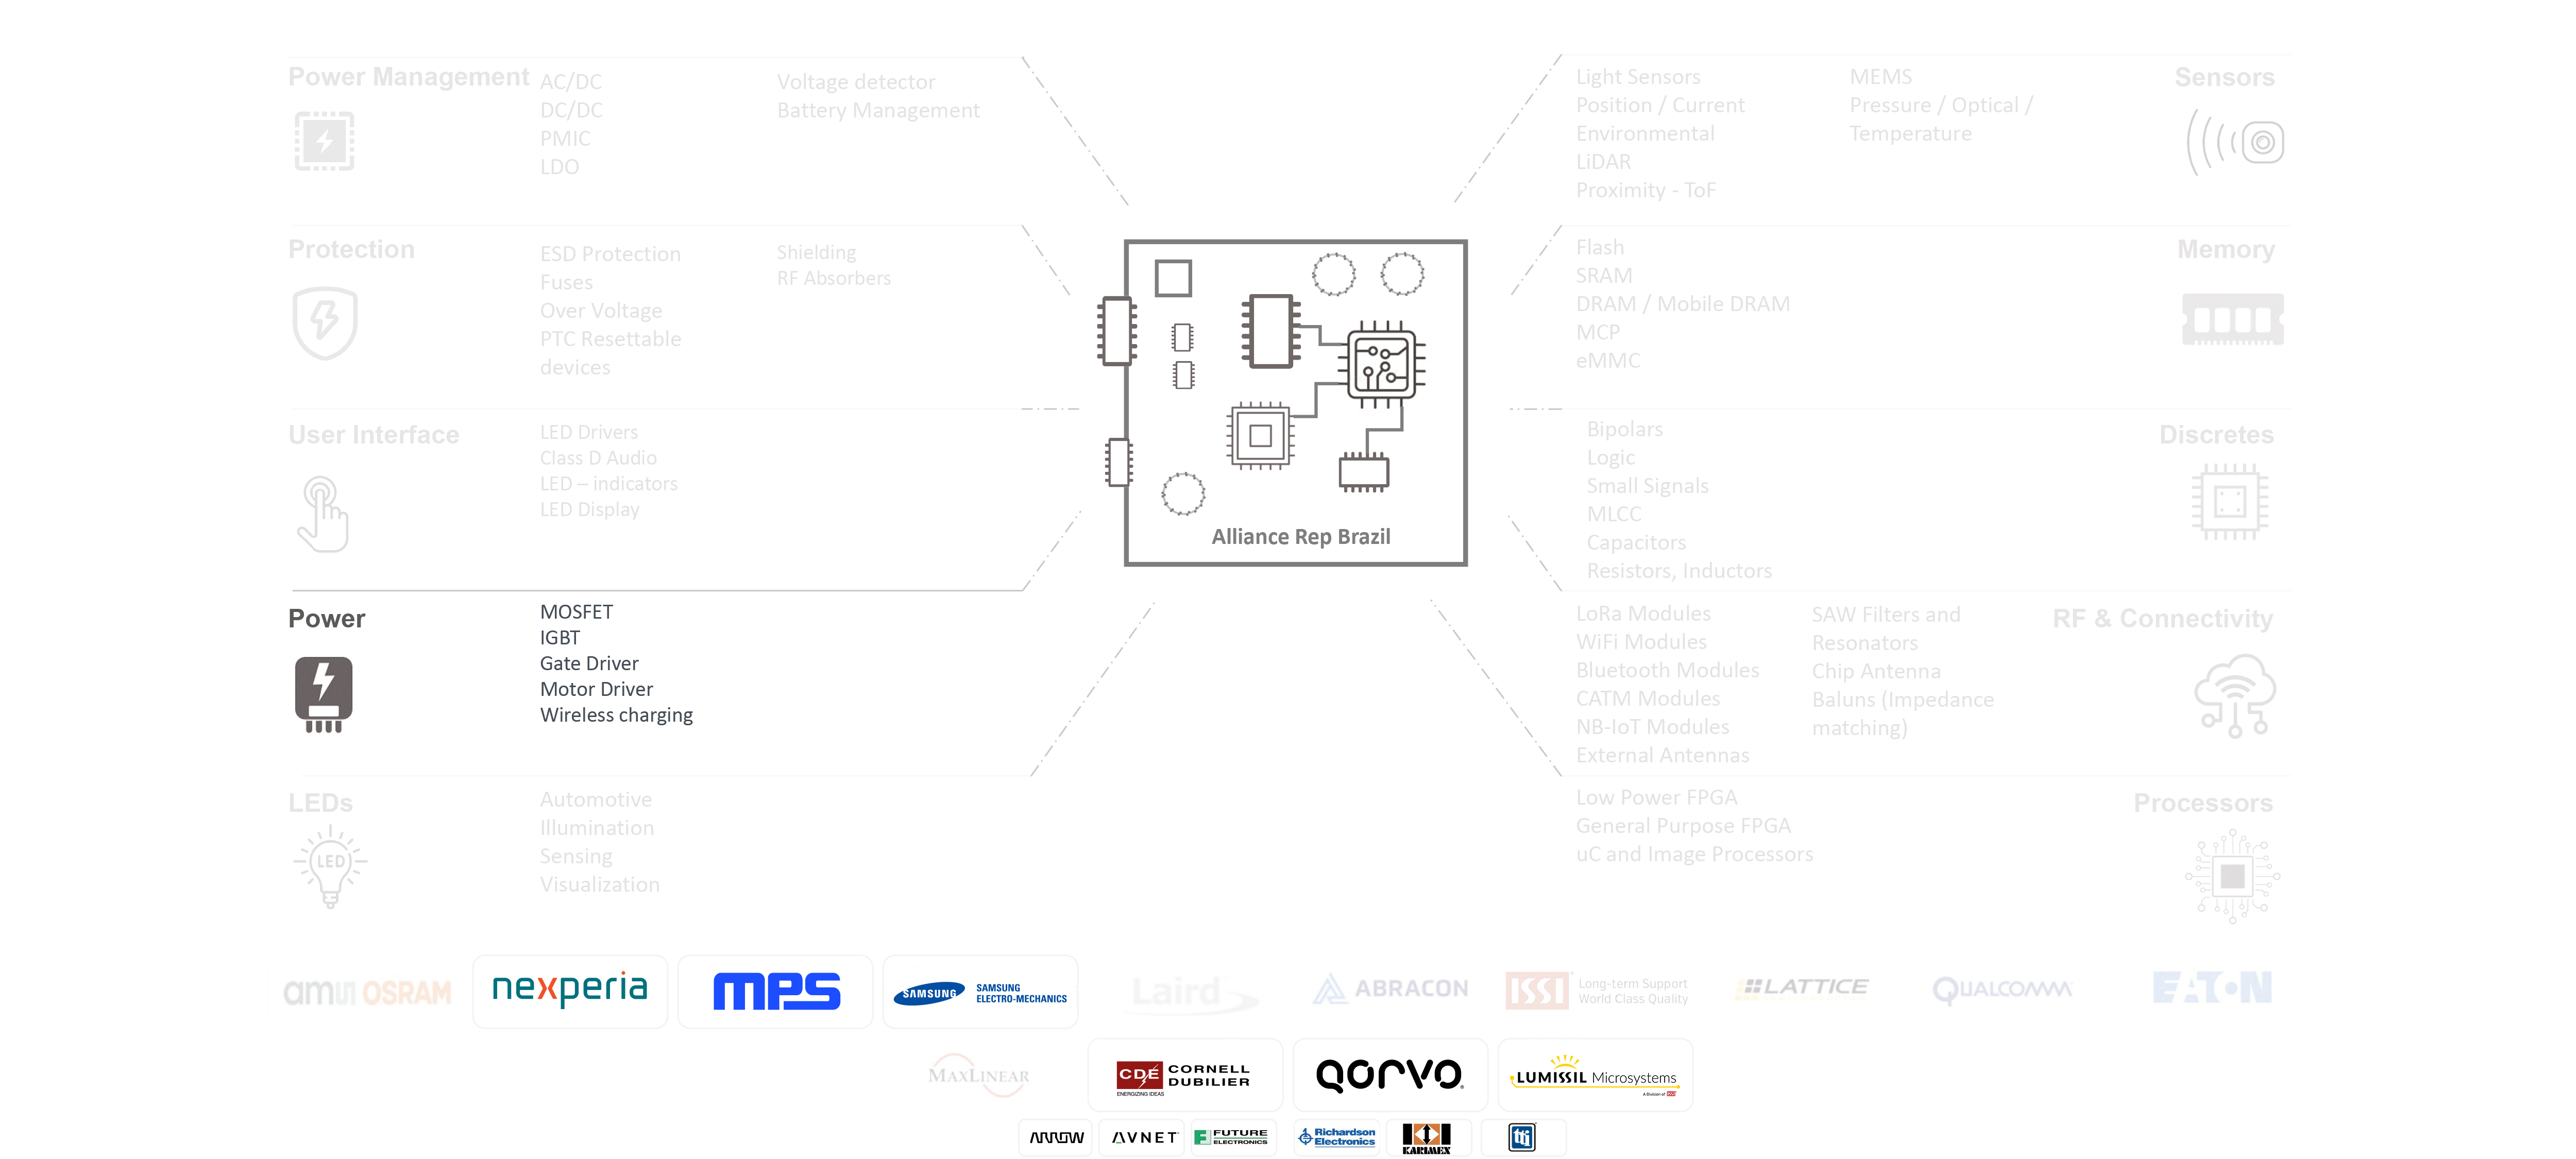 Power Management
AC/DC
DC/DC
PMIC
LDO
Voltage detector
Battery Management
Protection
ESD Protection
Fuses
Over Voltage
PTC Resettable
devices
Shielding
RF Absorbers
User Interface
LED Drivers
Class D Audio
LED – indicators
LED Display
Power
MOSFET
IGBT
Gate Driver
Motor Driver
Wireless charging
LEDs
LED
Automotive
Illumination
Sensing
Visualization
Alliance Rep Brazil
Light Sensors
Position / Current
Environmental
LiDAR
Proximity - ToF
MEMS
Pressure / Optical /
Temperature
Sensors
Flash
SRAM
DRAM / Mobile DRAM
MCP
eMMC
Memory
Bipolars
Logic
Small Signals
MLCC
Capacitors
Resistors, Inductors
Discretes
LoRa Modules
WiFi Modules
Bluetooth Modules
CATM Modules
NB-IoT Modules
External Antennas
SAW Filters and
Resonators
Chip Antenna
Baluns (Impedance
matching)
RF & Connectivity
Low Power FPGA
General Purpose FPGA
uC and Image Processors
Processors
amu OSRAM
nexperia
mps
SAMSUNG
SAMSUNG
ELECTRO-MECHANICS
Laird
ABRACON
ISSI
Long-term Support
World Class Quality
LATTICE
QUALCOMM
EATON
MAXLINEAR
CDE
CORNELL
DUBILIER
ENERGIZING IDEAS
QORVO
LUMISSIL Microsystems
A Division of ISSI
ARROW
AVNET
F FUTURE
ELECTRONICS
Richardson
Electronics
KARIMEX
tti